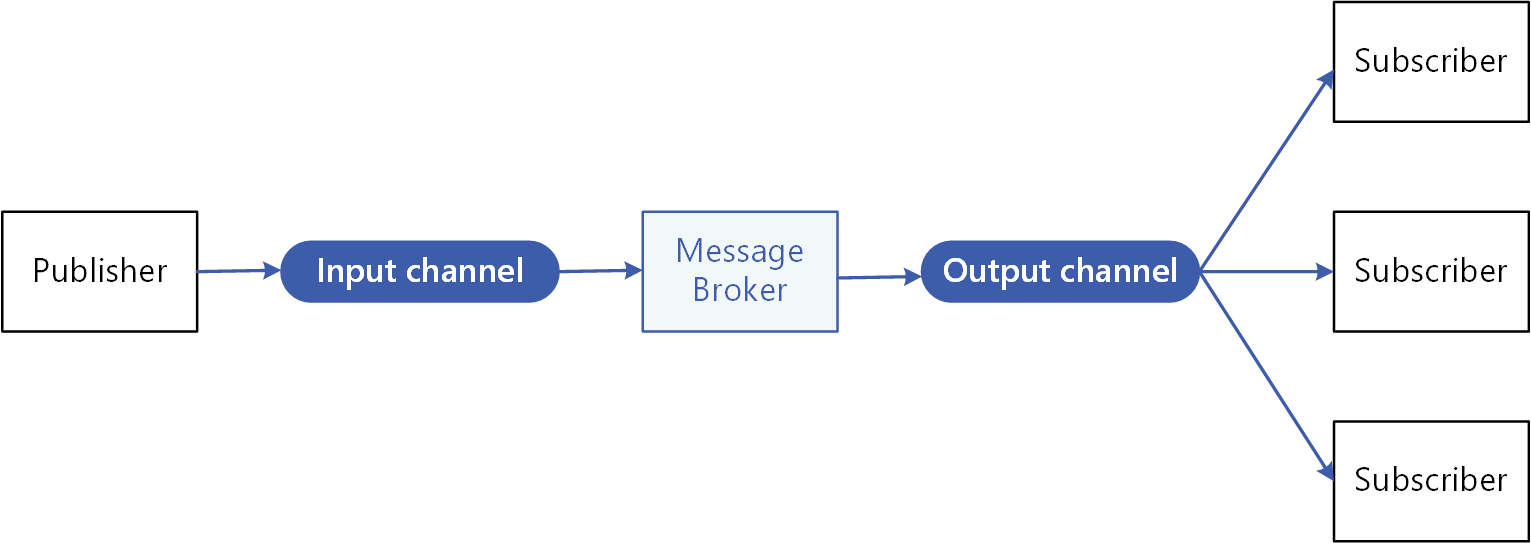 Publisher
Input channel
Message
Broker
Output channel
Subscriber
Subscriber
Subscriber